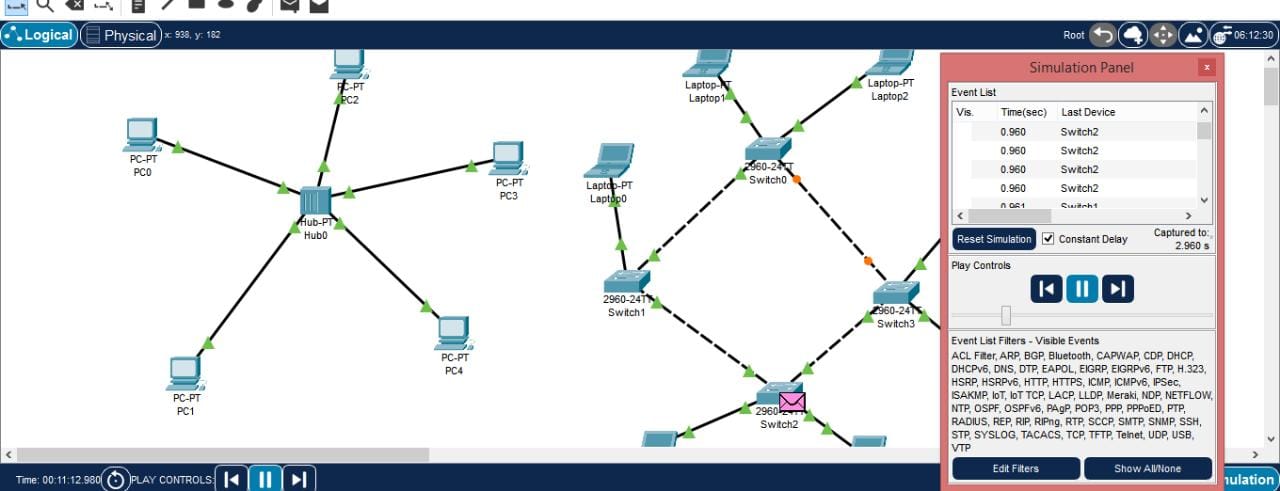 Logical
Physical
x: 938, y: 182
Root
06:12:30
PC-PT
PC2
PC-PT
PC0
PC-PT
PC3
Hub-PT
Hub0
PC-PT
PC4
PC-PT
PC1
Laptop-PT
Laptop1
Laptop-PT
Laptop2
2960-24TT
Switch0
Laptop-PT
Laptop0
2960-24TT
Switch1
2960-24TT
Switch3
2960-24TT
Switch2
Simulation Panel
x
Event List
Vis. Time(sec) Last Device
0.960 Switch2
0.960 Switch2
0.960 Switch2
0.960 Switch2
0.961 Switch1
Reset Simulation
Constant Delay
Captured to:
2.960 s
Play Controls
Event List Filters - Visible Events
ACL Filter, ARP, BGP, Bluetooth, CAPWAP, CDP, DHCP,
DHCPv6, DNS, DTP, EAPOL, EIGRP, EIGRPv6, FTP, H.323,
HSRP, HSRPv6, HTTP, HTTPS, ICMP, ICMPv6, IPSec,
ISAKMP, IoT, IoT TCP, LACP, LLDP, Meraki, NDP, NETFLOW,
NTP, OSPF, OSPFv6, PAgP, POP3, PPP, PPPoED, PTP,
RADIUS, REP, RIP, RIPng, RTP, SCCP, SMTP, SNMP, SSH,
STP, SYSLOG, TACACS, TCP, TFTP, Telnet, UDP, USB,
VTP
Edit Filters
Show All/None
Time: 00:11:12.980
PLAY CONTROLS:
mulation